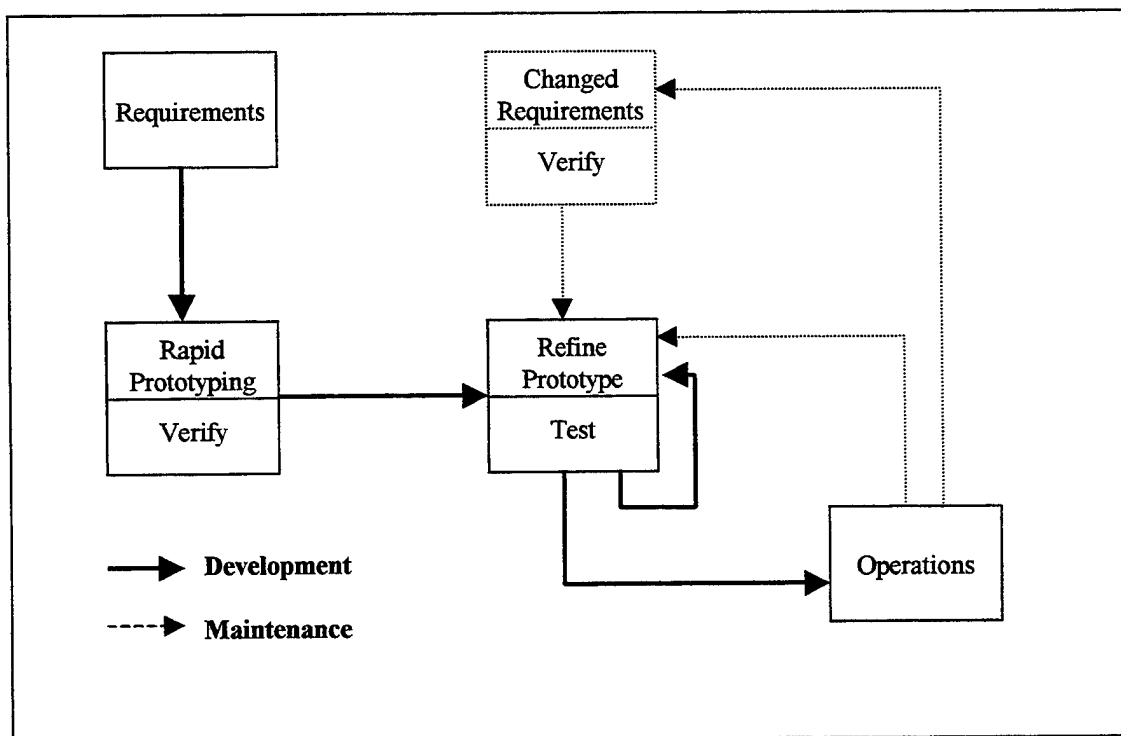 Requirements
Changed
Requirements
Verify
Rapid
Prototyping
Verify
Refine
Prototype
Test
Operations
Development
Maintenance